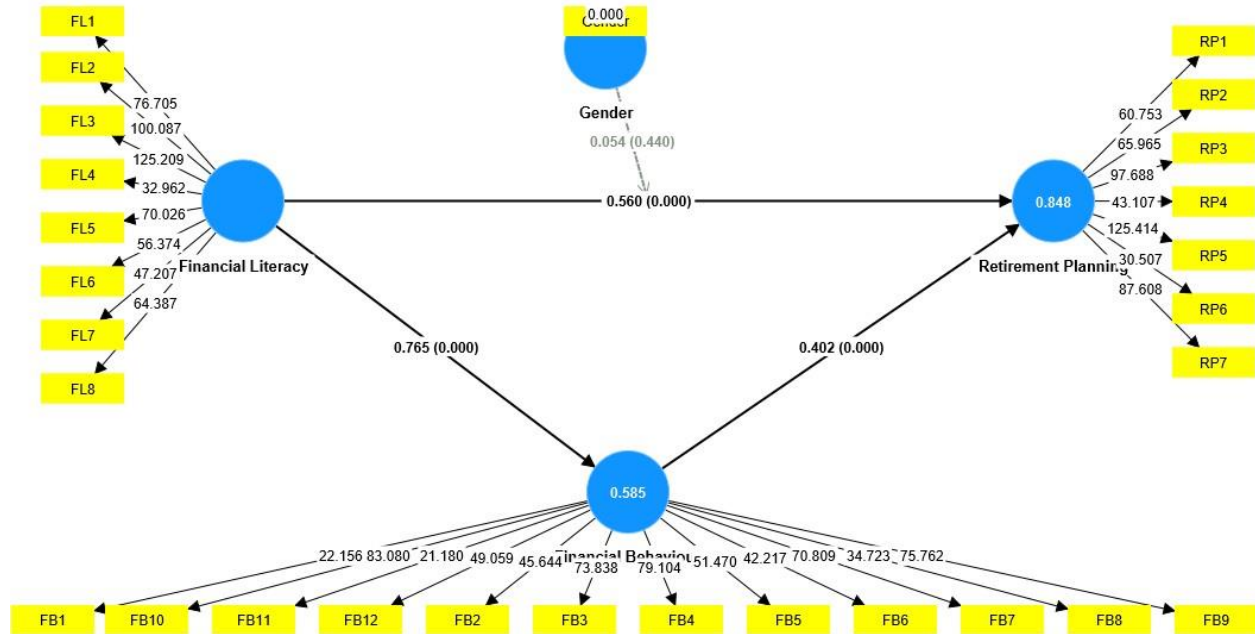 FL1
FL2
FL3
FL4
FL5
FL6
FL7
FL8
76.705
100.087
125.209
32.962
70.026
56.374
47.207
64.387
Financial Literacy
0.000
Gender
Gender
0.054 (0.440)
0.560 (0.000)
0.765 (0.000)
0.402 (0.000)
0.848
Retirement Planning
60.753
65.965
97.688
43.107
125.414
30.507
87.608
RP1
RP2
RP3
RP4
RP5
RP6
RP7
0.585
Financial Behaviour
22.156
83.080
21.180
49.059
45.644
73.838
79.104
51.470
42.217
70.809
34.723
75.762
FB1
FB10
FB11
FB12
FB2
FB3
FB4
FB5
FB6
FB7
FB8
FB9